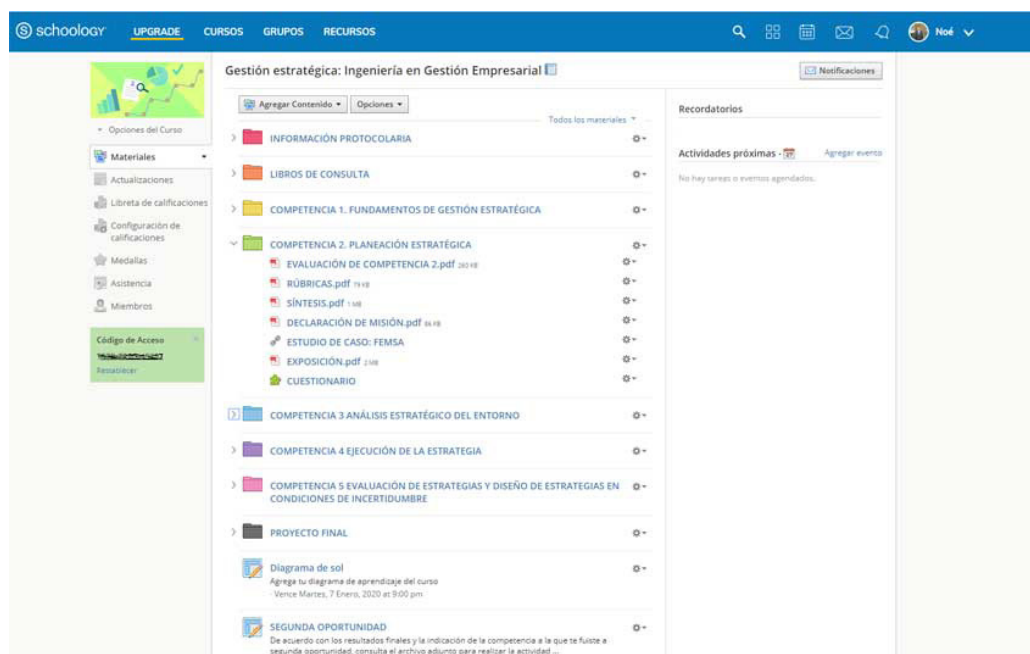 schoology
UPGRADE CURSOS GRUPOS RECURSOS
Noé
Gestión estratégica: Ingeniería en Gestión Empresarial
Notificaciones
Opciones del Curso
Materiales
Actualizaciones
Libreta de calificaciones
Configuración de
calificaciones
Medallas
Asistencia
Miembros
Código de Acceso
Restablecer
Agregar Contenido
Opciones
Todos los materiales
INFORMACIÓN PROTOCOLARIA
LIBROS DE CONSULTA
COMPETENCIA 1. FUNDAMENTOS DE GESTIÓN ESTRATÉGICA
COMPETENCIA 2. PLANEACIÓN ESTRATÉGICA
EVALUACIÓN DE COMPETENCIA 2.pdf
RÚBRICAS.pdf
SÍNTESIS.pdf 1 MB
DECLARACIÓN DE MISIÓN.pdf
ESTUDIO DE CASO: FEMSA
EXPOSICIÓN.pdf 2 MB
CUESTIONARIO
COMPETENCIA 3 ANÁLISIS ESTRATÉGICO DEL ENTORNO
COMPETENCIA 4 EJECUCIÓN DE LA ESTRATEGIA
COMPETENCIA 5 EVALUACIÓN DE ESTRATEGIAS Y DISEÑO DE ESTRATEGIAS EN
CONDICIONES DE INCERTIDUMBRE
PROYECTO FINAL
Diagrama de sol
Agrega tu diagrama de aprendizaje del curso
Vence Martes, 7 Enero, 2020 at 9:00 pm
SEGUNDA OPORTUNIDAD
De acuerdo con los resultados finales y la indicación de la competencia a la que te fuiste a
segunda oportunidad, consulta el archivo adjunto para realizar la actividad ...
Recordatorios
Actividades próximas - Agregar evento
No hay tareas o eventos agendados.